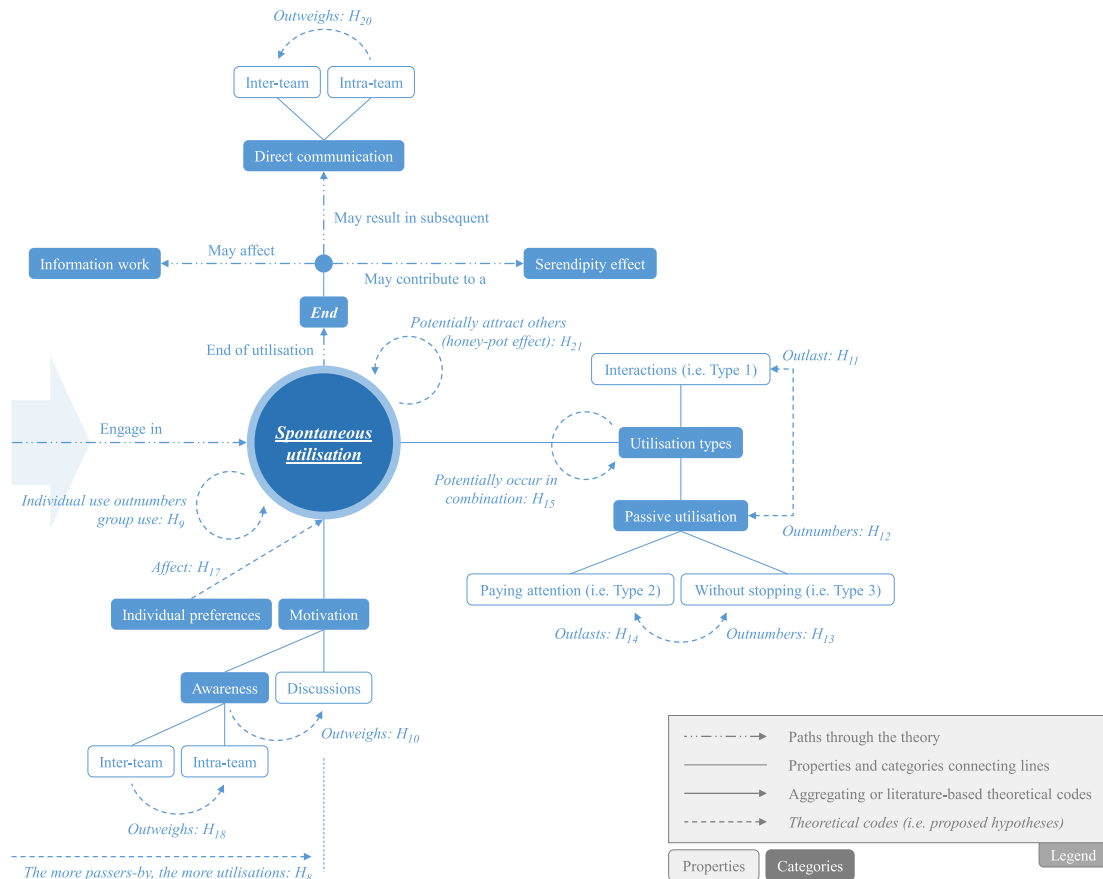 Outweighs: H20
Inter-team
Intra-team
Direct communication
May result in subsequent
May affect
Information work
Serendipity effect
May contribute to a
End
Potentially attract others
(honey-pot effect): H21
End of utilisation
Interactions (i.e. Type 1)
Outlast: H11
Engage in
Spontaneous
utilisation
Utilisation types
Potentially occur in
combination: H15
Individual use outnumbers
group use: H9
Passive utilisation
Outnumbers: H12
Affect: H17
Paying attention (i.e. Type 2)
Without stopping (i.e. Type 3)
Individual preferences
Motivation
Outlasts: H14
Outnumbers: H13
Awareness
Discussions
Outweighs: H10
Inter-team
Intra-team
Outweighs: H18
The more passers-by, the more utilisations: H8
Paths through the theory
Properties and categories connecting lines
Aggregating or literature-based theoretical codes
Theoretical codes (i.e. proposed hypotheses)
Legend
Properties
Categories